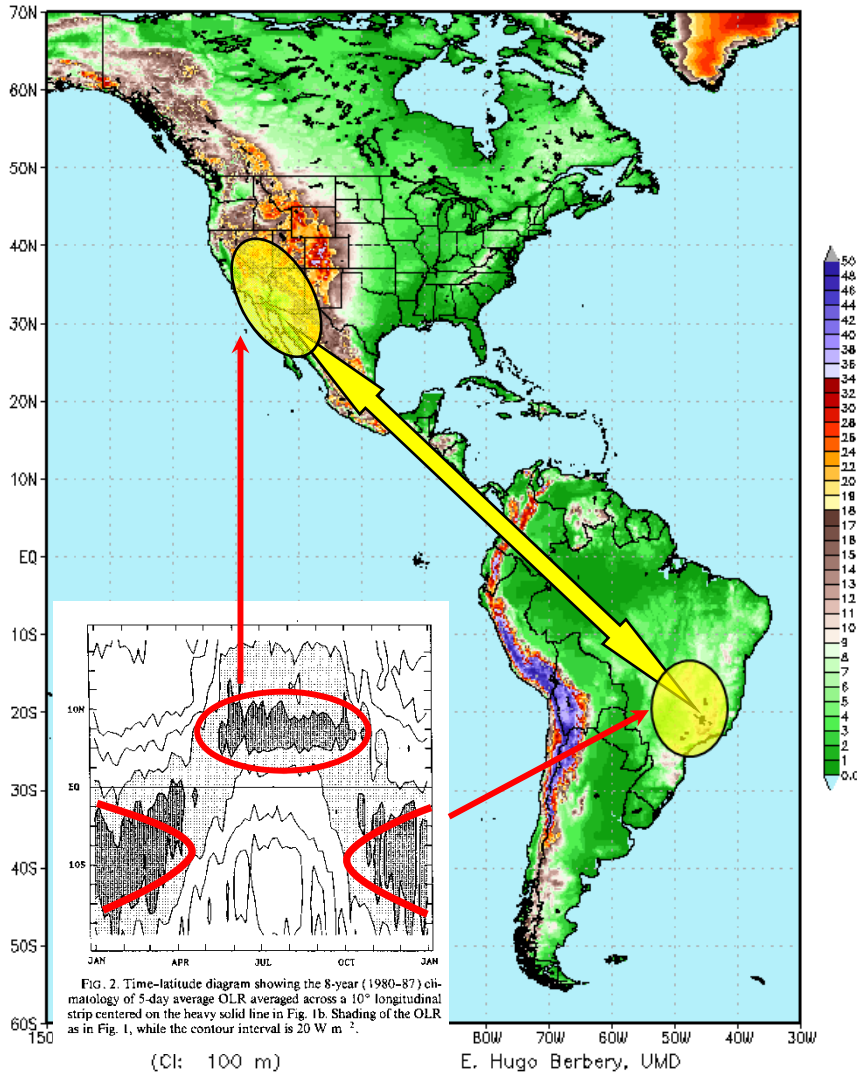 70N
60N
50N
40N
30N
20N
10N
EQ
10S
20S
30S
40S
50S
60S
50
48
46
44
42
40
38
36
34
32
30
28
26
24
22
20
19
18
17
16
15
14
13
12
11
10
9
8
7
6
5
4
3
2
1
0.0
10N
EQ
10S
JAN APR JUL OCT JAN
FIG. 2. Time–latitude diagram showing the 8-year (1980–87) cli-
matology of 5-day average OLR averaged across a 10° longitudinal
strip centered on the heavy solid line in Fig. 1b. Shading of the OLR
as in Fig. 1, while the contour interval is 20 W m⁻².
150 80W 70W 60W 50W 40W 30W
(CI: 100 m) E. Hugo Berbery, UMD